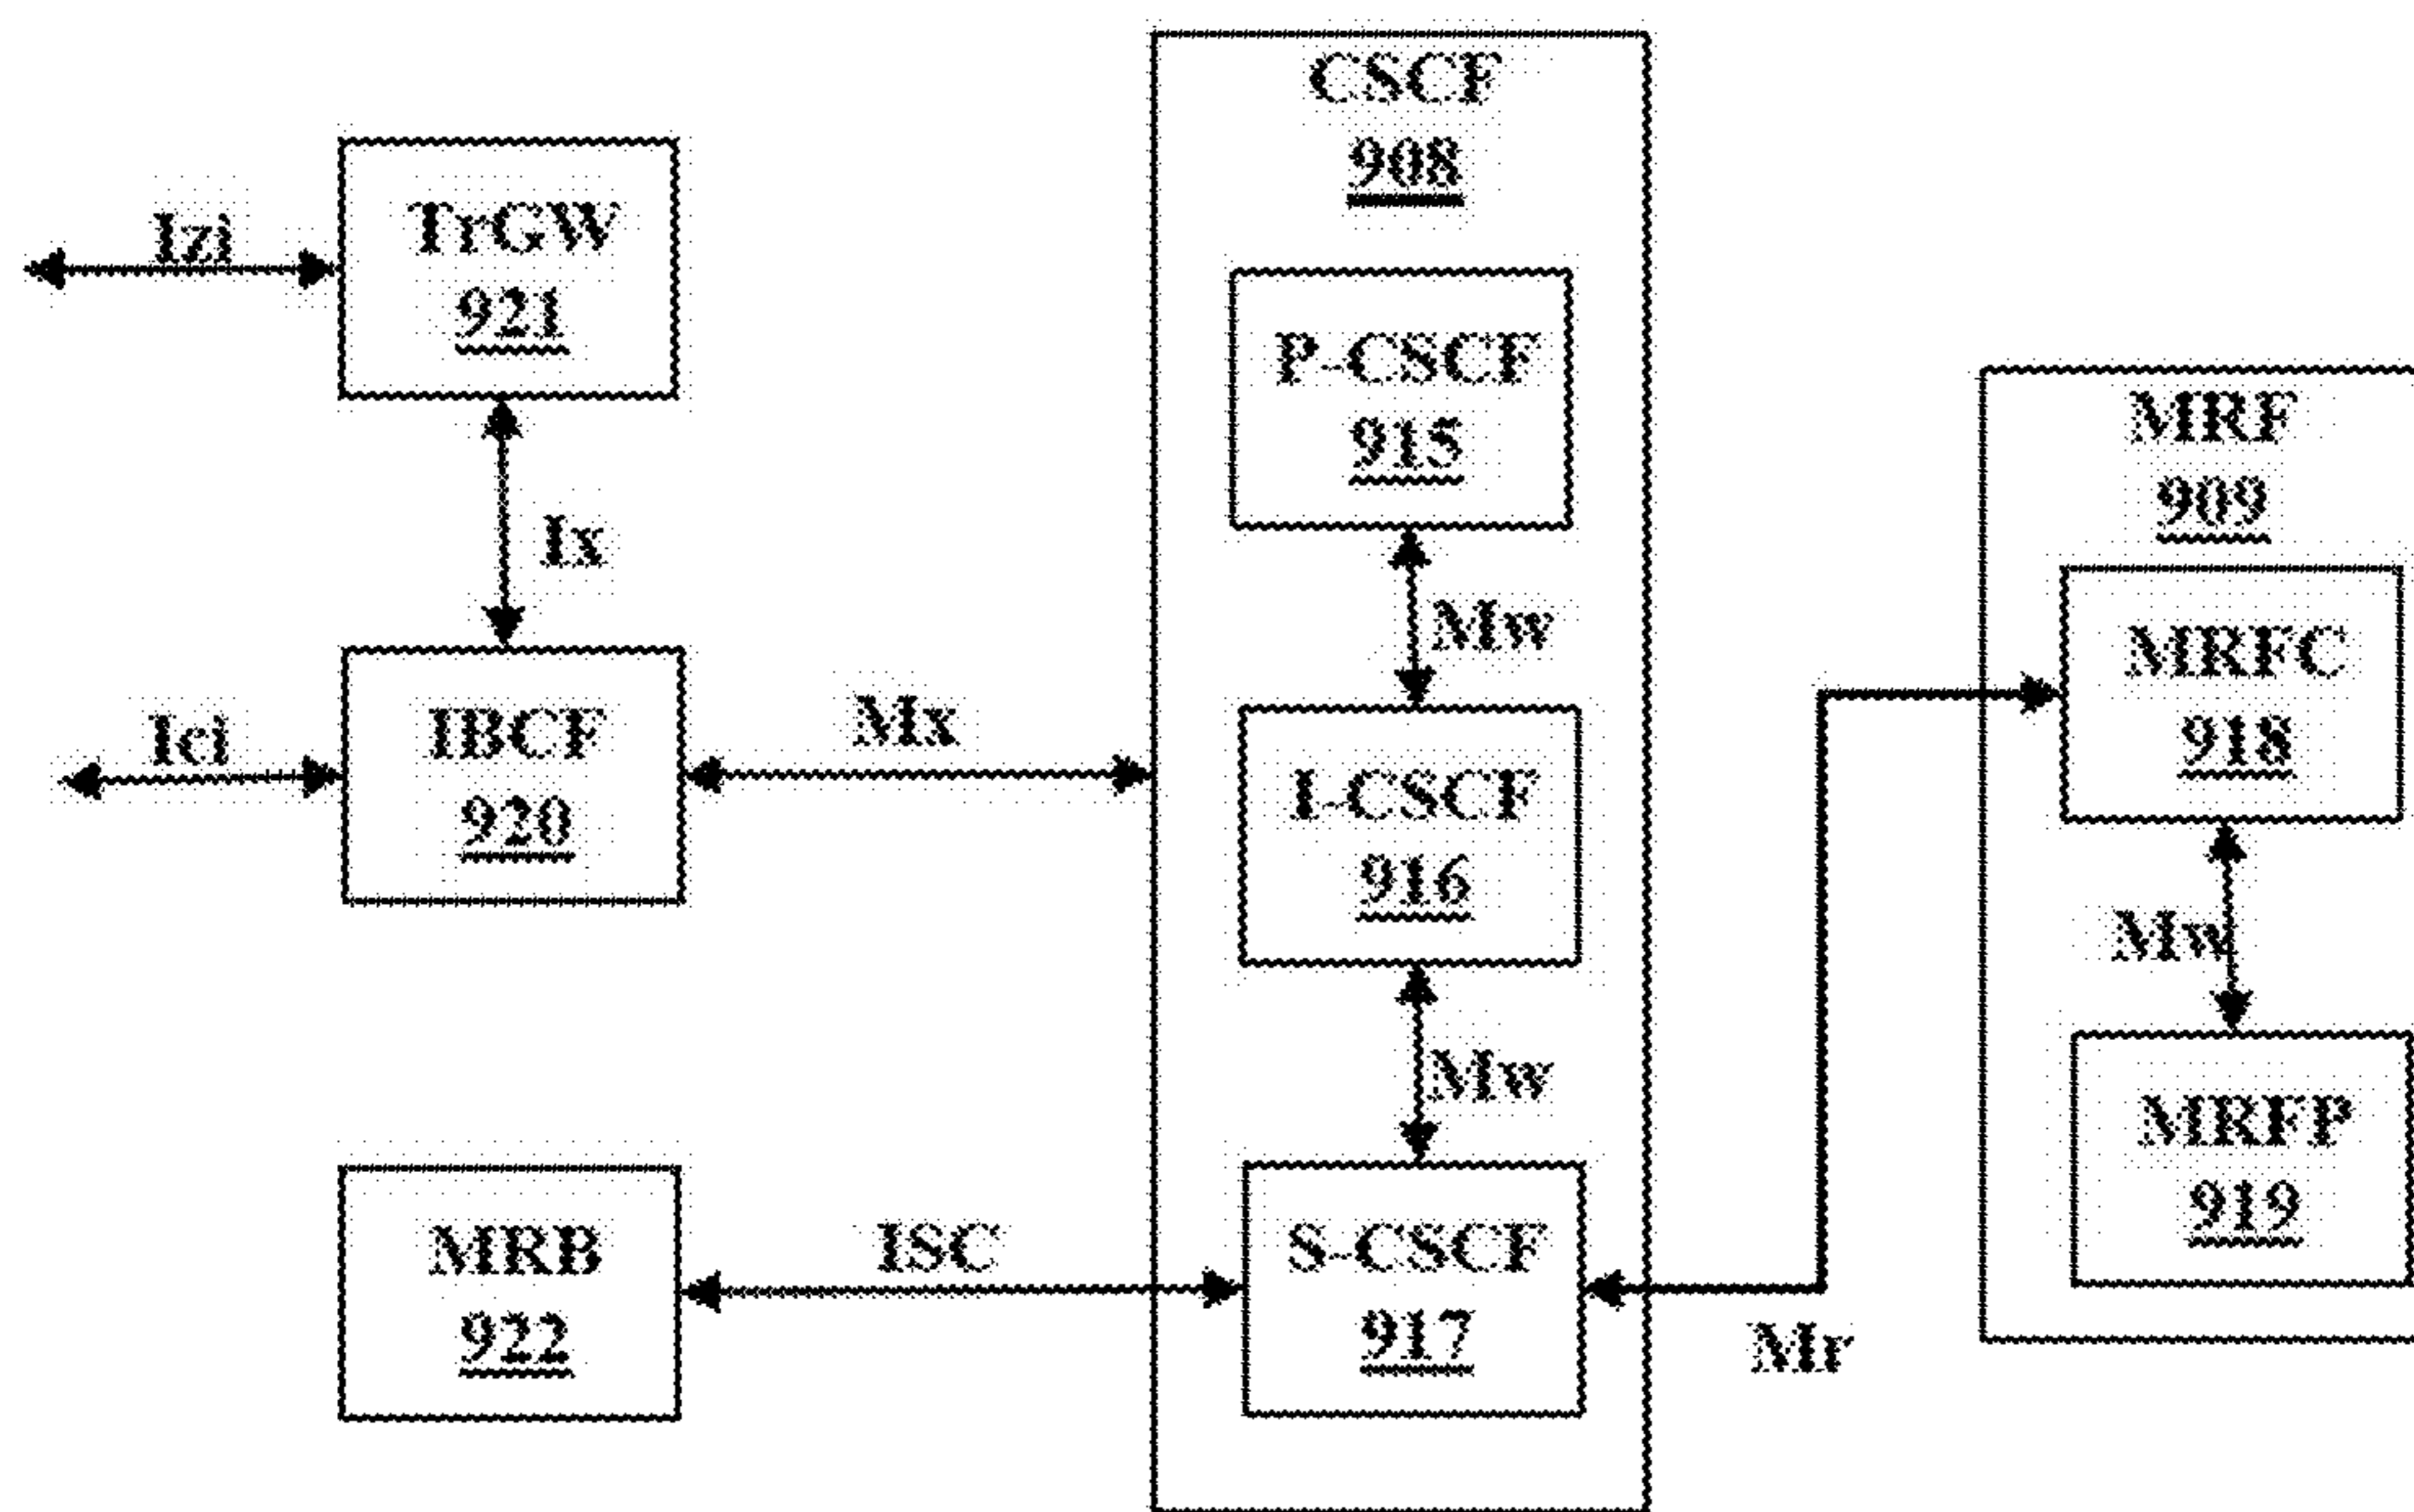 CSCF
908
TrGW
921
Izi
P-CSCF
915
MRF
909
Ix
Mw
MRFC
918
IBCF
920
Ici
Mx
I-CSCF
916
Mw
Mw
MRFP
919
MRB
922
ISC
S-CSCF
917
Mr